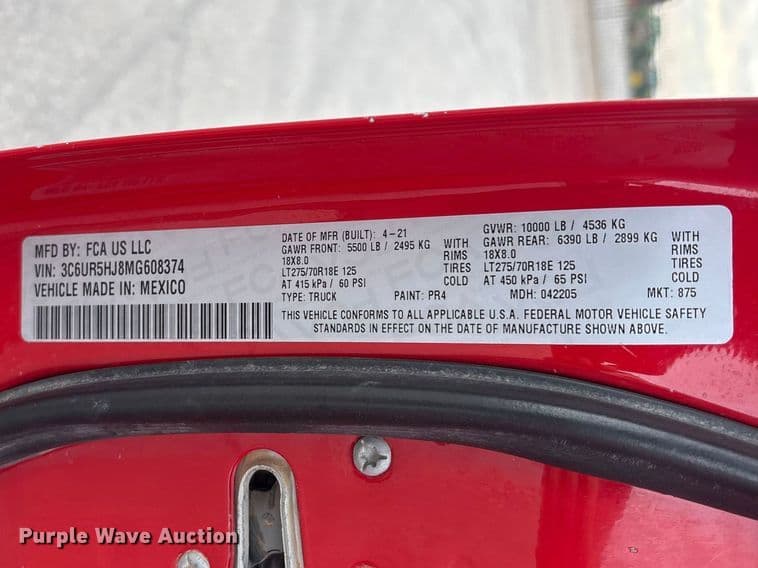 MFD BY: FCA US LLC
VIN: 3C6UR5HJ8MG608374
VEHICLE MADE IN: MEXICO
DATE OF MFR (BUILT): 4-21
GAWR FRONT: 5500 LB / 2495 KG WITH
18X8.0 RIMS
LT275/70R18E 125 TIRES
AT 415 kPa / 60 PSI COLD
TYPE: TRUCK PAINT: PR4
GVWR: 10000 LB / 4536 KG
GAWR REAR: 6390 LB / 2899 KG WITH
18X8.0 RIMS
LT275/70R18E 125 TIRES
AT 450 kPa / 65 PSI COLD
MDH: 042205 MKT: 875
THIS VEHICLE CONFORMS TO ALL APPLICABLE U.S.A. FEDERAL MOTOR VEHICLE SAFETY
STANDARDS IN EFFECT ON THE DATE OF MANUFACTURE SHOWN ABOVE.
Purple Wave Auction